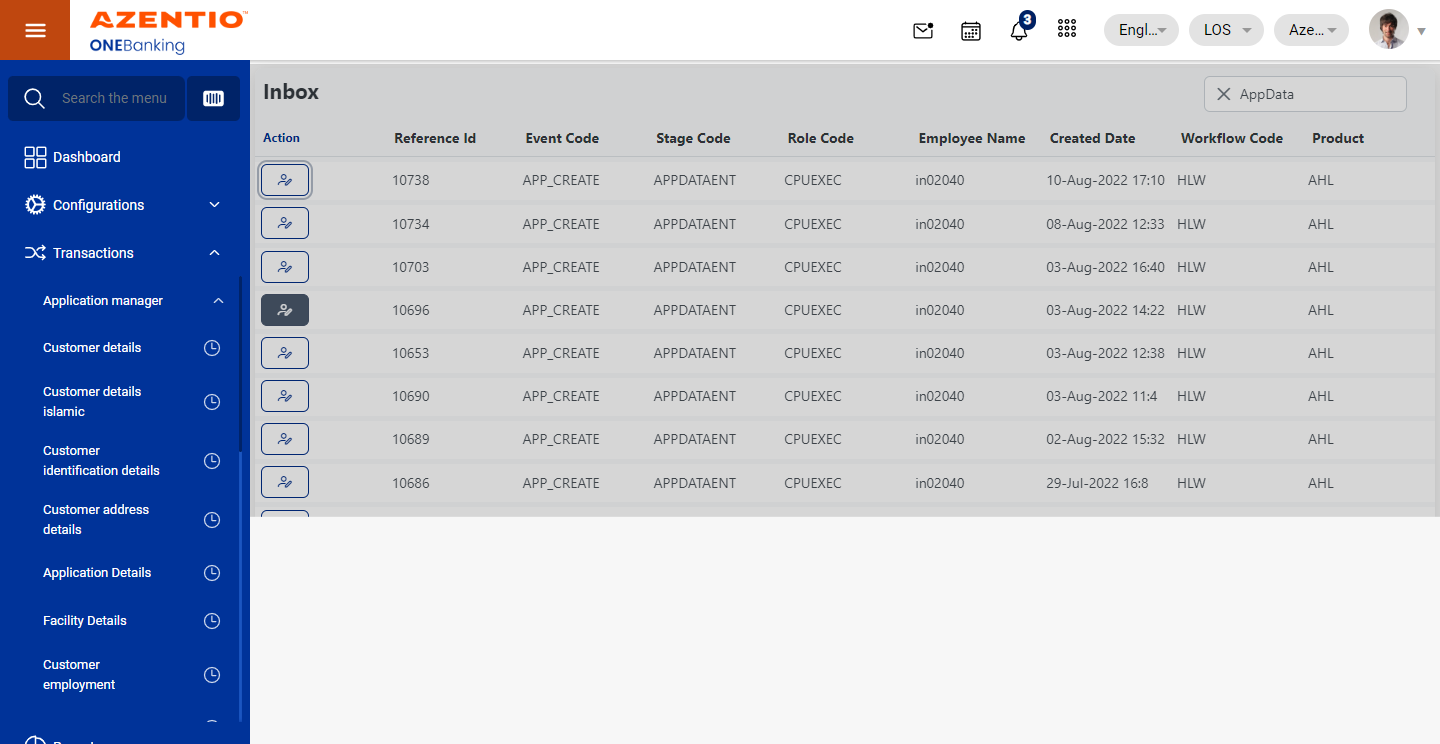 AZENTIO™
ONEBanking
3
Engl...
LOS
Aze...
Search the menu
Dashboard
Configurations
Transactions
Application manager
Customer details
Customer details
islamic
Customer
identification details
Customer address
details
Application Details
Facility Details
Customer
employment
Inbox
AppData
Action Reference Id Event Code Stage Code Role Code Employee Name Created Date Workflow Code Product
10738 APP_CREATE APPDATAENT CPUEXEC in02040 10-Aug-2022 17:10 HLW AHL
10734 APP_CREATE APPDATAENT CPUEXEC in02040 08-Aug-2022 12:33 HLW AHL
10703 APP_CREATE APPDATAENT CPUEXEC in02040 03-Aug-2022 16:40 HLW AHL
10696 APP_CREATE APPDATAENT CPUEXEC in02040 03-Aug-2022 14:22 HLW AHL
10653 APP_CREATE APPDATAENT CPUEXEC in02040 03-Aug-2022 12:38 HLW AHL
10690 APP_CREATE APPDATAENT CPUEXEC in02040 03-Aug-2022 11:4 HLW AHL
10689 APP_CREATE APPDATAENT CPUEXEC in02040 02-Aug-2022 15:32 HLW AHL
10686 APP_CREATE APPDATAENT CPUEXEC in02040 29-Jul-2022 16:8 HLW AHL